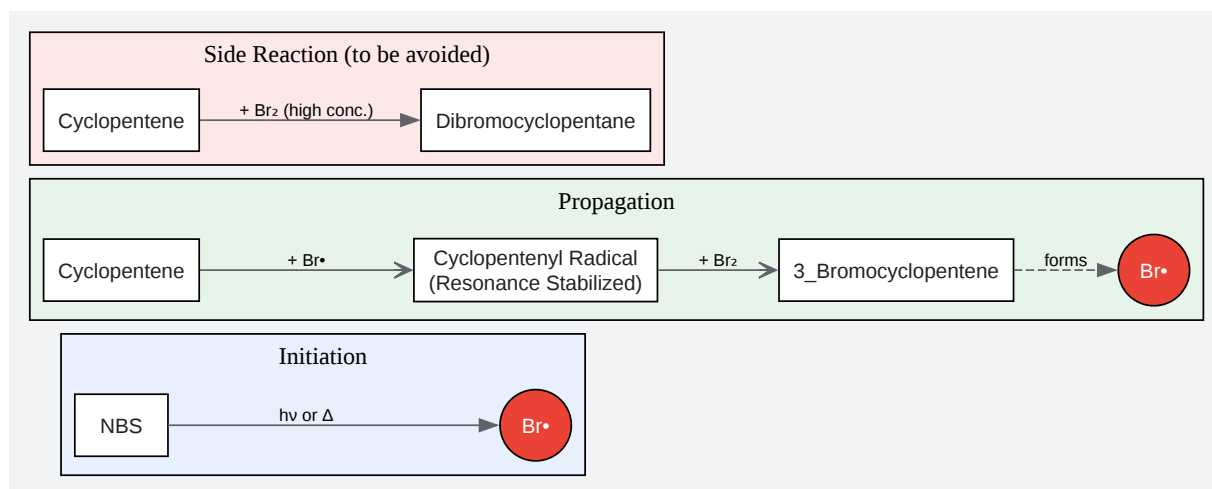 Side Reaction (to be avoided)
Cyclopentene
+ Br₂ (high conc.)
Dibromocyclopentane
Propagation
Cyclopentene
+ Br•
Cyclopentenyl Radical
(Resonance Stabilized)
+ Br₂
3_Bromocyclopentene
forms
Br•
Initiation
NBS
hν or Δ
Br•